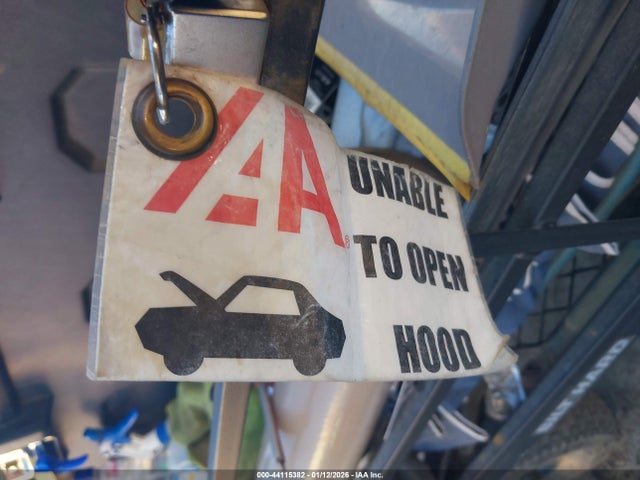 IAA®
UNABLE
TO OPEN
HOOD
000-44115382 - 01/12/2026 - IAA Inc.